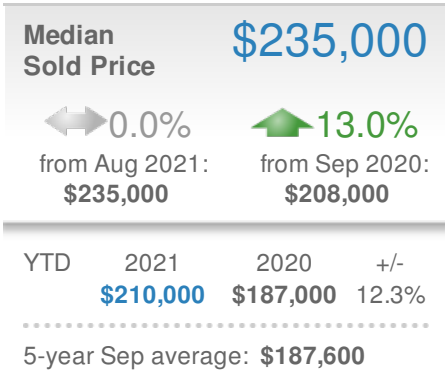 Median $235,000
Sold Price
0.0% 13.0%
from Aug 2021: from Sep 2020:
$235,000 $208,000
YTD 2021 2020 +/-
$210,000 $187,000 12.3%
5-year Sep average: $187,600